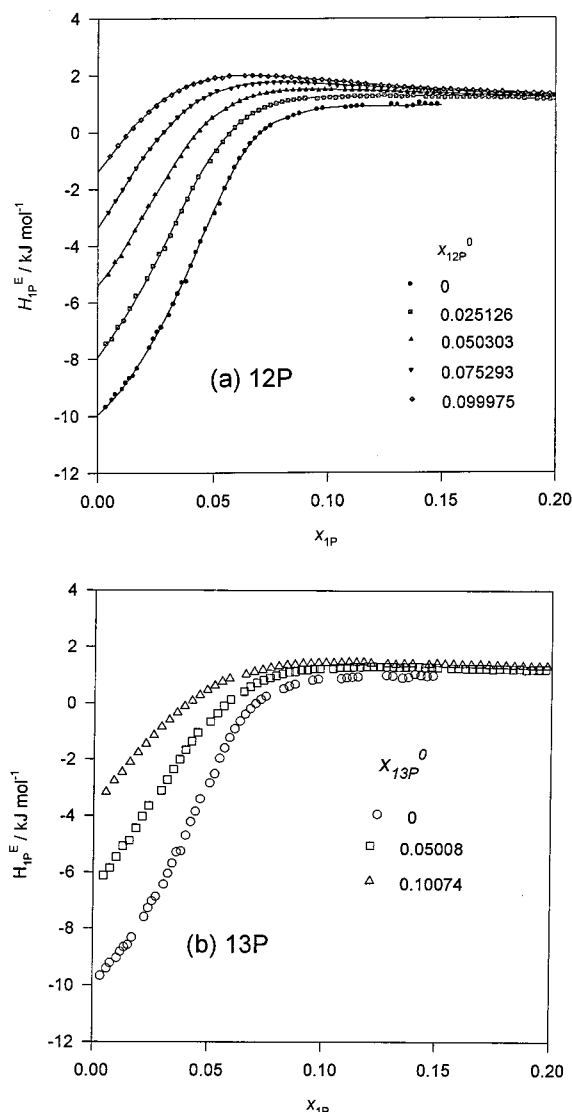 4
2
0
-2
-4
-6
-8
-10
-12
H₁ₚᴱ / kJ mol⁻¹
x₁₂ₚ⁰
0
0.025126
0.050303
0.075293
0.099975
(a) 12P
0.00 0.05 0.10 0.15 0.20
x₁ₚ
4
2
0
-2
-4
-6
-8
-10
-12
H₁ₚᴱ / kJ mol⁻¹
x₁₃ₚ⁰
0
0.05008
0.10074
(b) 13P
0.00 0.05 0.10 0.15 0.20
x₁ₚ